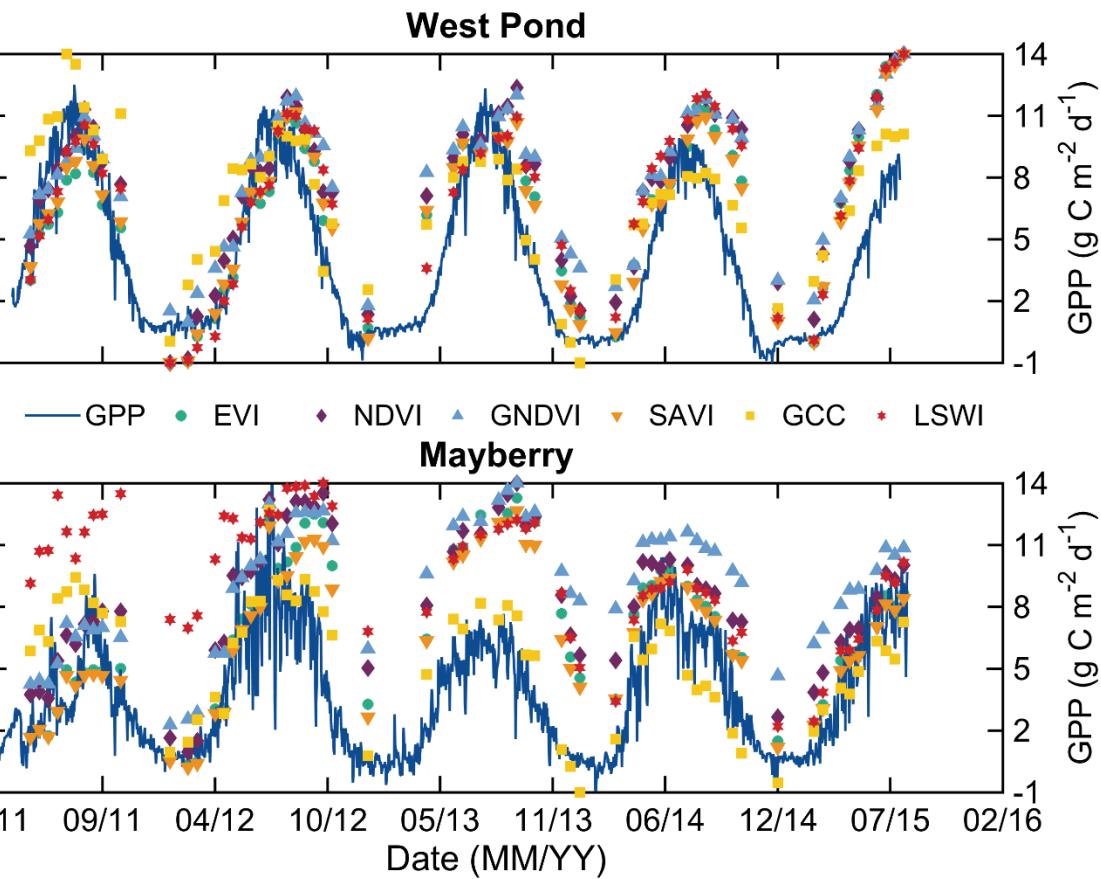 West Pond
14
11
8
5
2
-1
GPP (g C m⁻² d⁻¹)
GPP EVI NDVI GNDVI SAVI GCC LSWI
Mayberry
14
11
8
5
2
-1
GPP (g C m⁻² d⁻¹)
11 09/11 04/12 10/12 05/13 11/13 06/14 12/14 07/15 02/16
Date (MM/YY)